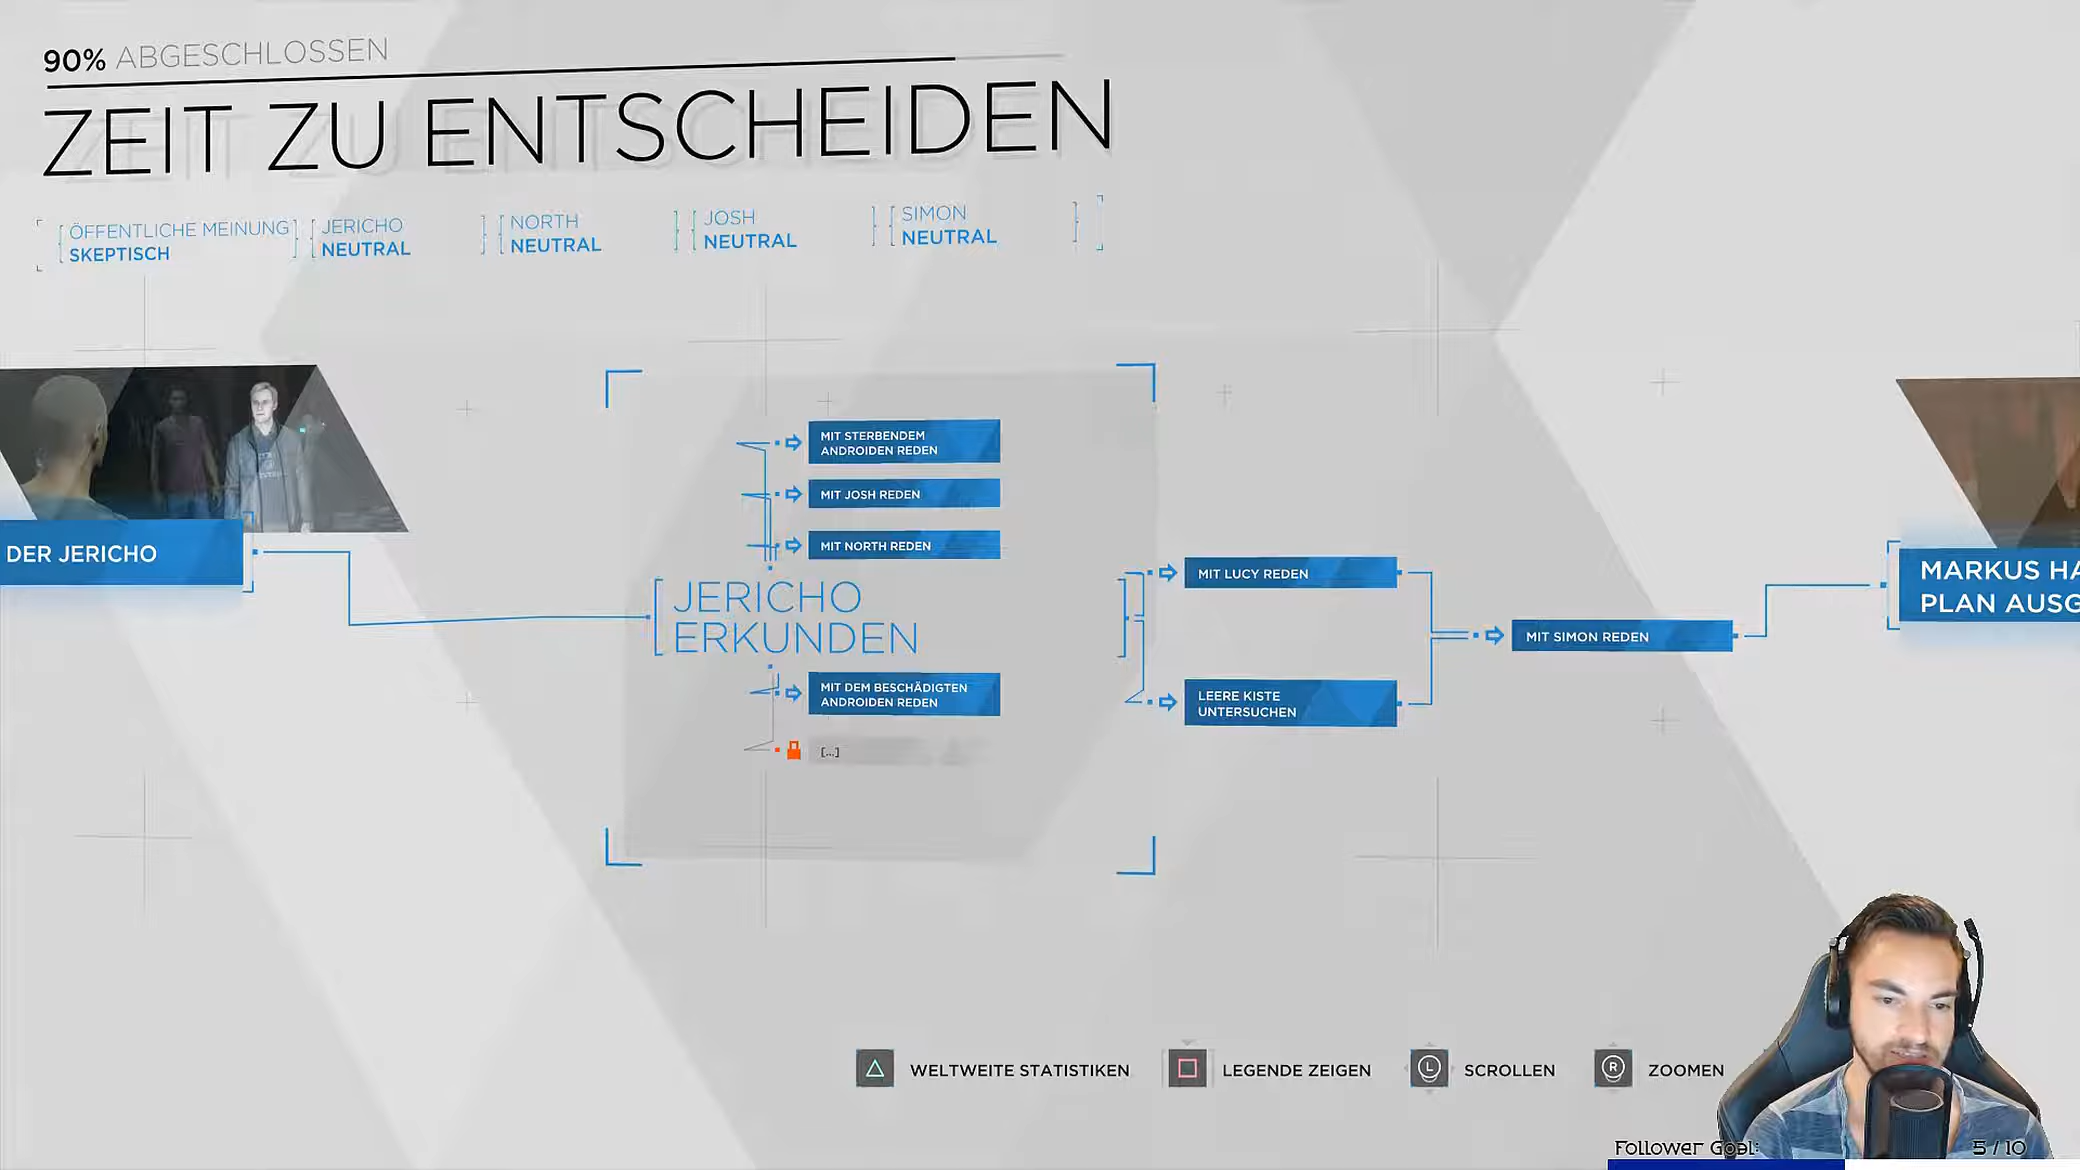 90% ABGESCHLOSSEN
ZEIT ZU ENTSCHEIDEN
ÖFFENTLICHE MEINUNG
SKEPTISCH
JERICHO
NEUTRAL
NORTH
NEUTRAL
JOSH
NEUTRAL
SIMON
NEUTRAL
DER JERICHO
MIT STERBENDEM
ANDROIDEN REDEN
MIT JOSH REDEN
MIT NORTH REDEN
JERICHO
ERKUNDEN
MIT DEM BESCHÄDIGTEN
ANDROIDEN REDEN
[...]
MIT LUCY REDEN
LEERE KISTE
UNTERSUCHEN
MIT SIMON REDEN
MARKUS HA
PLAN AUSG
WELTWEITE STATISTIKEN
LEGENDE ZEIGEN
L SCROLLEN
R ZOOMEN
Follower Goal: 5 / 10